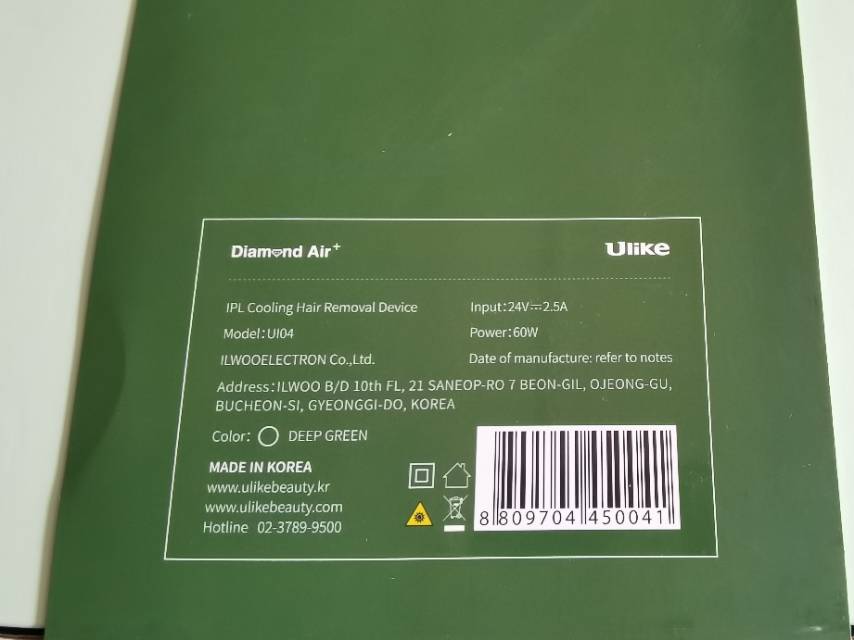 Diamond Air+
Ulike
IPL Cooling Hair Removal Device
Input:24V⎓2.5A
Model:UI04
Power:60W
ILWOOELECTRON Co.,Ltd.
Date of manufacture: refer to notes
Address:ILWOO B/D 10th FL, 21 SANEOP-RO 7 BEON-GIL, OJEONG-GU,
BUCHEON-SI, GYEONGGI-DO, KOREA
Color: DEEP GREEN
MADE IN KOREA
www.ulikebeauty.kr
www.ulikebeauty.com
Hotline 02-3789-9500
8 809704 450041